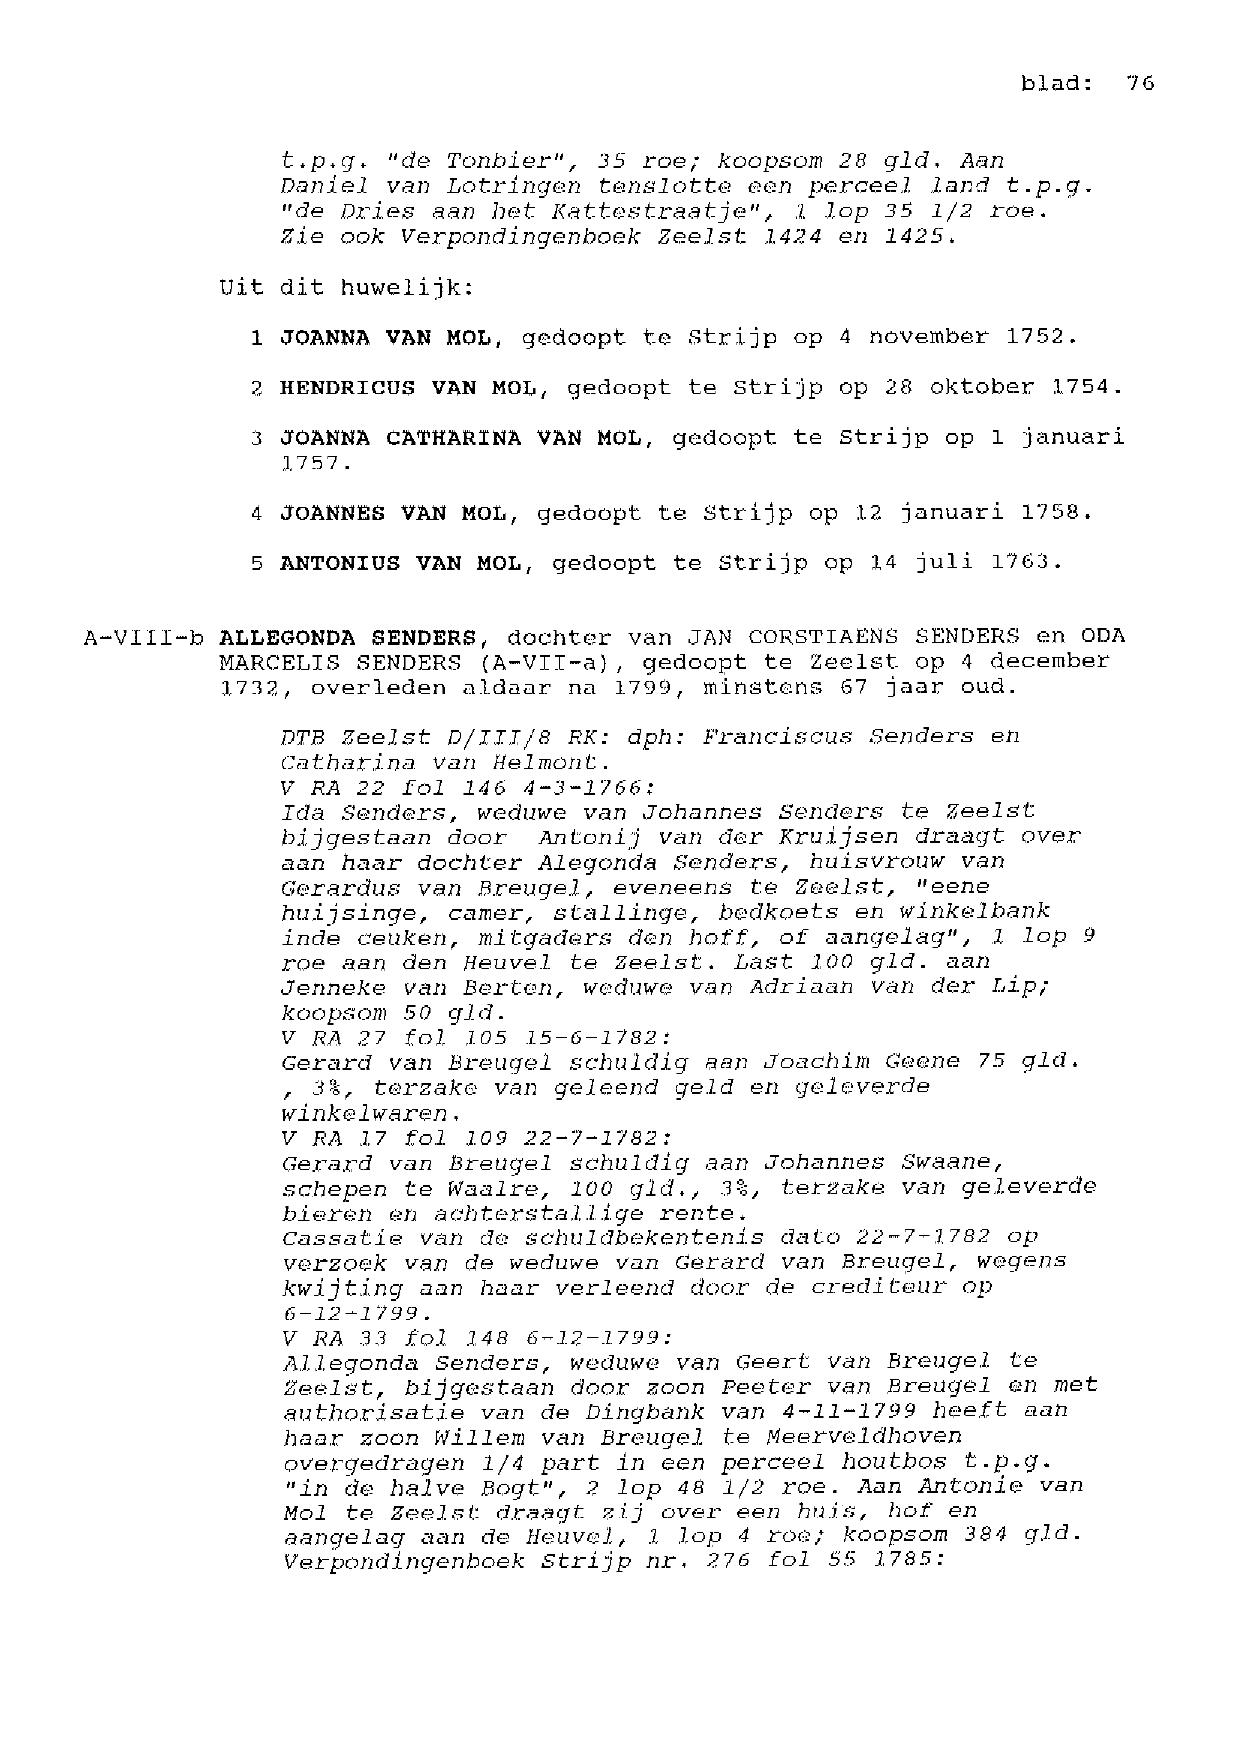 blad: 76
t.p.g. "de Tonbier", 35 roe; koopsom 28 gld. Aan
Daniel van Lotringen tenslotte een perceel land t.p.g.
"de Dries aan het Kattestraatje", 1 lop 35 1/2 roe.
Zie ook Verpondingenboek Zeelst 1424 en 1425.
Uit dit huwelijk:
1 JOANNA VAN MOL, gedoopt te Strijp op 4 november 1752.
2 HENDRICUS VAN MOL, gedoopt te Strijp op 28 oktober 1754.
3 JOANNA CATHARINA VAN MOL, gedoopt te Strijp op 1 januari
1757.
4 JOANNES VAN MOL, gedoopt te Strijp op 12 januari 1758.
5 ANTONIUS VAN MOL, gedoopt te Strijp op 14 juli 1763.
A-VIII-b ALLEGONDA SENDERS, dochter van JAN CORSTIAENS SENDERS en ODA
MARCELIS SENDERS (A-VII-a), gedoopt te Zeelst op 4 december
1732, overleden aldaar na 1799, minstens 67 jaar oud.
DTB Zeelst D/III/8 RK: dph: Franciscus Senders en
Catharina van Helmont.
V RA 22 fol 146 4-3-1766:
Ida Senders, weduwe van Johannes Senders te Zeelst
bijgestaan door Antonij van der Kruijsen draagt over
aan haar dochter Alegonda Senders, huisvrouw van
Gerardus van Breugel, eveneens te Zeelst, "eene
huijsinge, camer, stallinge, bedkoets en winkelbank
inde ceuken, mitgaders den hoff, of aangelag", 1 lop 9
roe aan den Heuvel te Zeelst. Last 100 gld. aan
Jenneke van Berten, weduwe van Adriaan van der Lip;
koopsom 50 gld.
V RA 27 fol 105 15-6-1782:
Gerard van Breugel schuldig aan Joachim Geene 75 gld.
, 3%, terzake van geleend geld en geleverde
winkelwaren.
V RA 17 fol 109 22-7-1782:
Gerard van Breugel schuldig aan Johannes Swaane,
schepen te Waalre, 100 gld., 3%, terzake van geleverde
bieren en achterstallige rente.
Cassatie van de schuldbekentenis dato 22-7-1782 op
verzoek van de weduwe van Gerard van Breugel, wegens
kwijting aan haar verleend door de crediteur op
6-12-1799.
V RA 33 fol 148 6-12-1799:
Allegonda Senders, weduwe van Geert van Breugel te
Zeelst, bijgestaan door zoon Peeter van Breugel en met
authorisatie van de Dingbank van 4-11-1799 heeft aan
haar zoon Willem van Breugel te Meerveldhoven
overgedragen 1/4 part in een perceel houtbos t.p.g.
"in de halve Bogt", 2 lop 48 1/2 roe. Aan Antonie van
Mol te Zeelst draagt zij over een huis, hof en
aangelag aan de Heuvel, 1 lop 4 roe; koopsom 384 gld.
Verpondingenboek Strijp nr. 276 fol 55 1785: